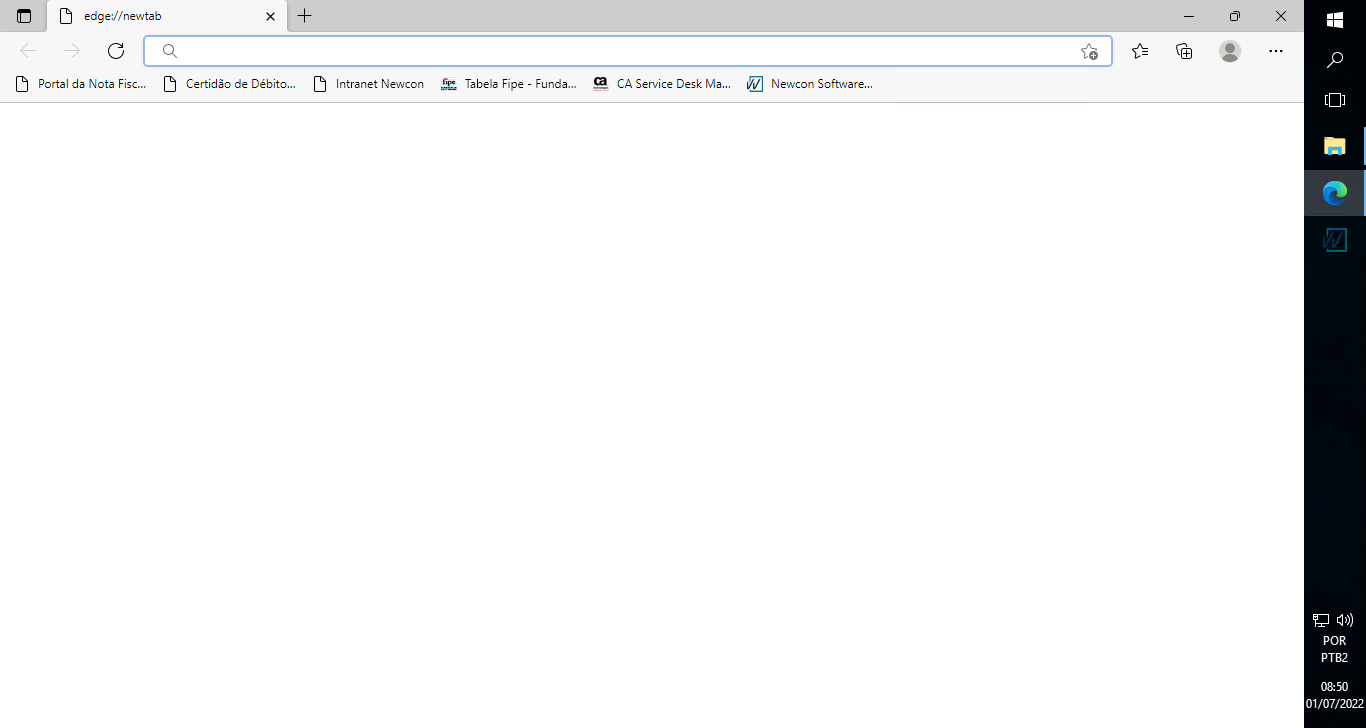 edge://newtab
Portal da Nota Fisc...
Certidão de Débito...
Intranet Newcon
fipe
Tabela Fipe - Funda...
ca
CA Service Desk Ma...
Newcon Software...
POR
PTB2
08:50
01/07/2022